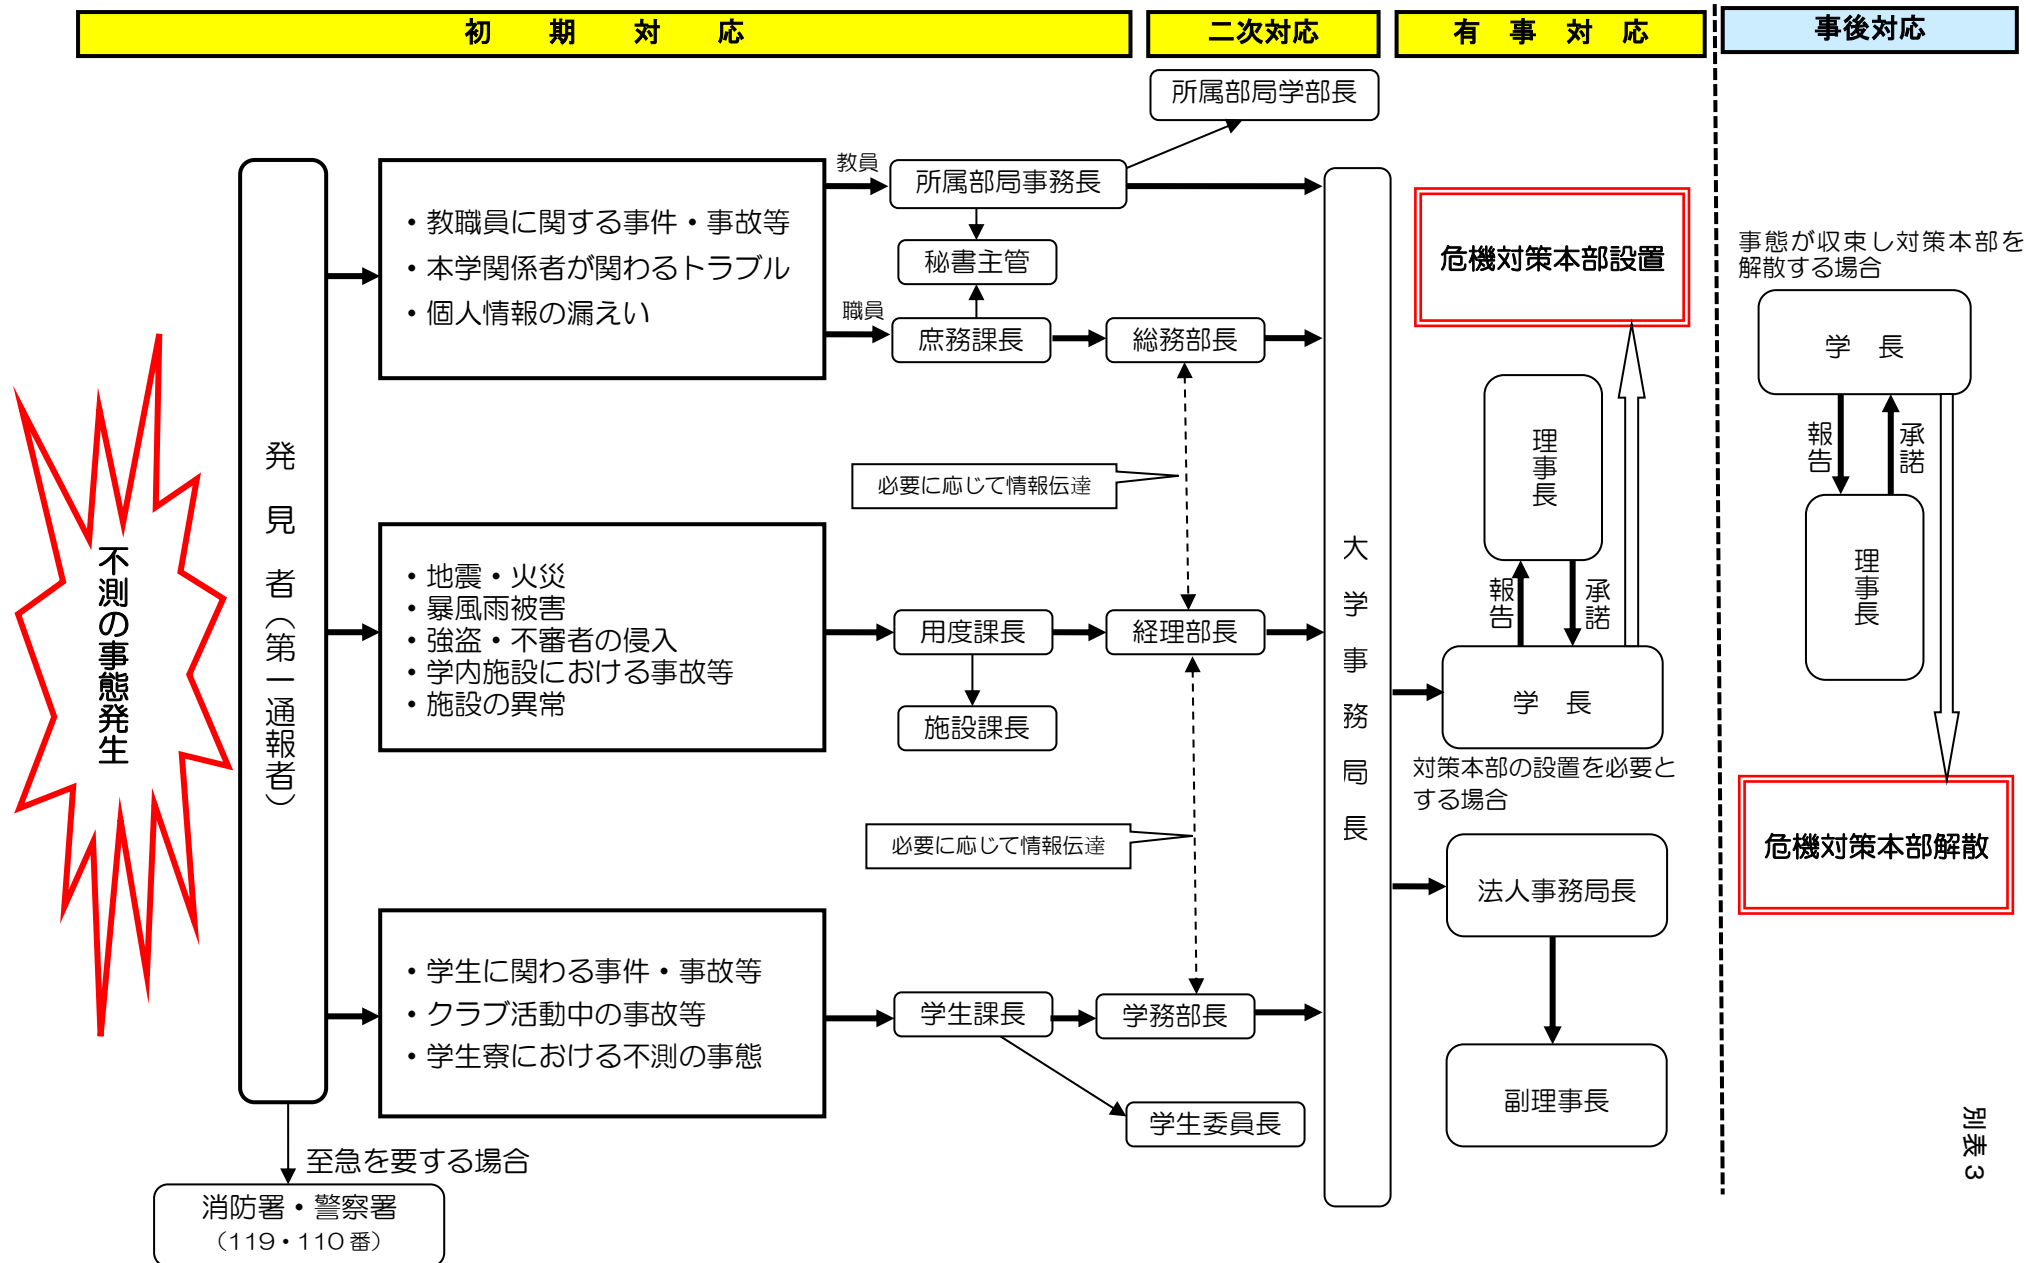 初　期　対　応
二次対応
有　事　対　応
事後対応
所属部局学部長
教員
所属部局事務長
・教職員に関する事件・事故等
・本学関係者が関わるトラブル
・個人情報の漏えい
秘書主管
職員
庶務課長
総務部長
危機対策本部設置
事態が収束し対策本部を
解散する場合
学　長
報告
承諾
理事長
理事長
報告
承諾
学　長
対策本部の設置を必要と
する場合
必要に応じて情報伝達
不測の事態発生
発見者（第一通報者）
・地震・火災
・暴風雨被害
・強盗・不審者の侵入
・学内施設における事故等
・施設の異常
用度課長
経理部長
施設課長
大学事務局長
必要に応じて情報伝達
危機対策本部解散
法人事務局長
副理事長
・学生に関わる事件・事故等
・クラブ活動中の事故等
・学生寮における不測の事態
学生課長
学務部長
学生委員長
至急を要する場合
消防署・警察署
（119・110番）
別表3